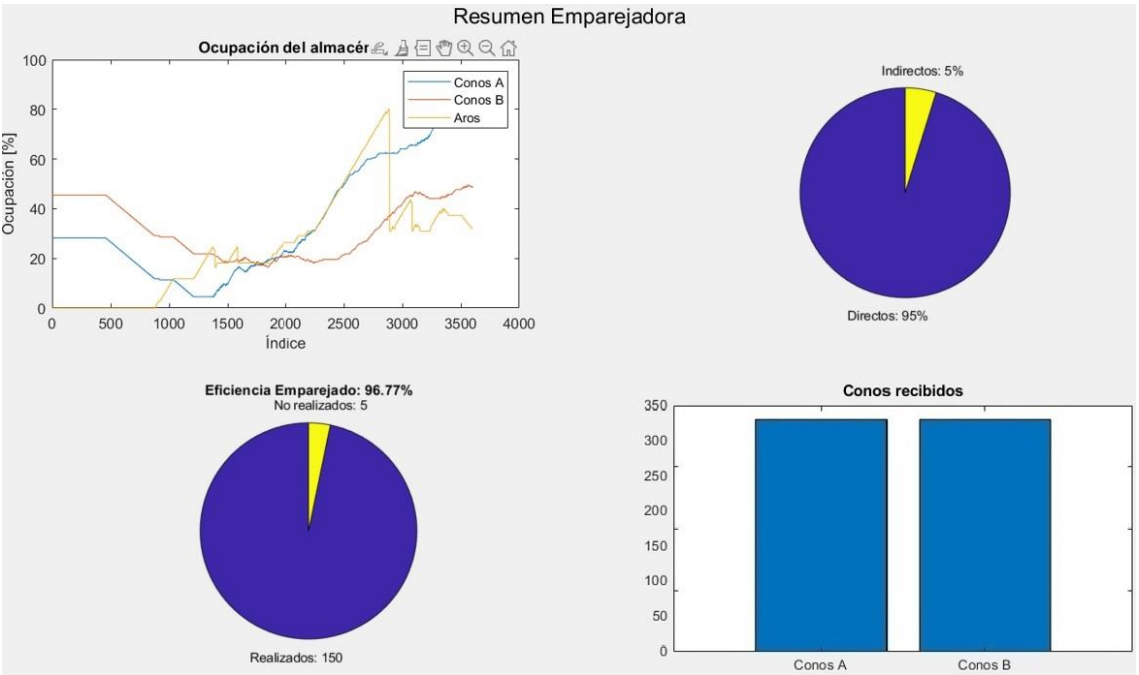 Resumen Emparejadora
Ocupación del almacén
100
80
60
40
20
0
Ocupación [%]
0 500 1000 1500 2000 2500 3000 3500 4000
Índice
Conos A
Conos B
Aros
Indirectos: 5%
Directos: 95%
Eficiencia Emparejado: 96.77%
No realizados: 5
Realizados: 150
Conos recibidos
350
300
250
200
150
100
50
0
Conos A Conos B